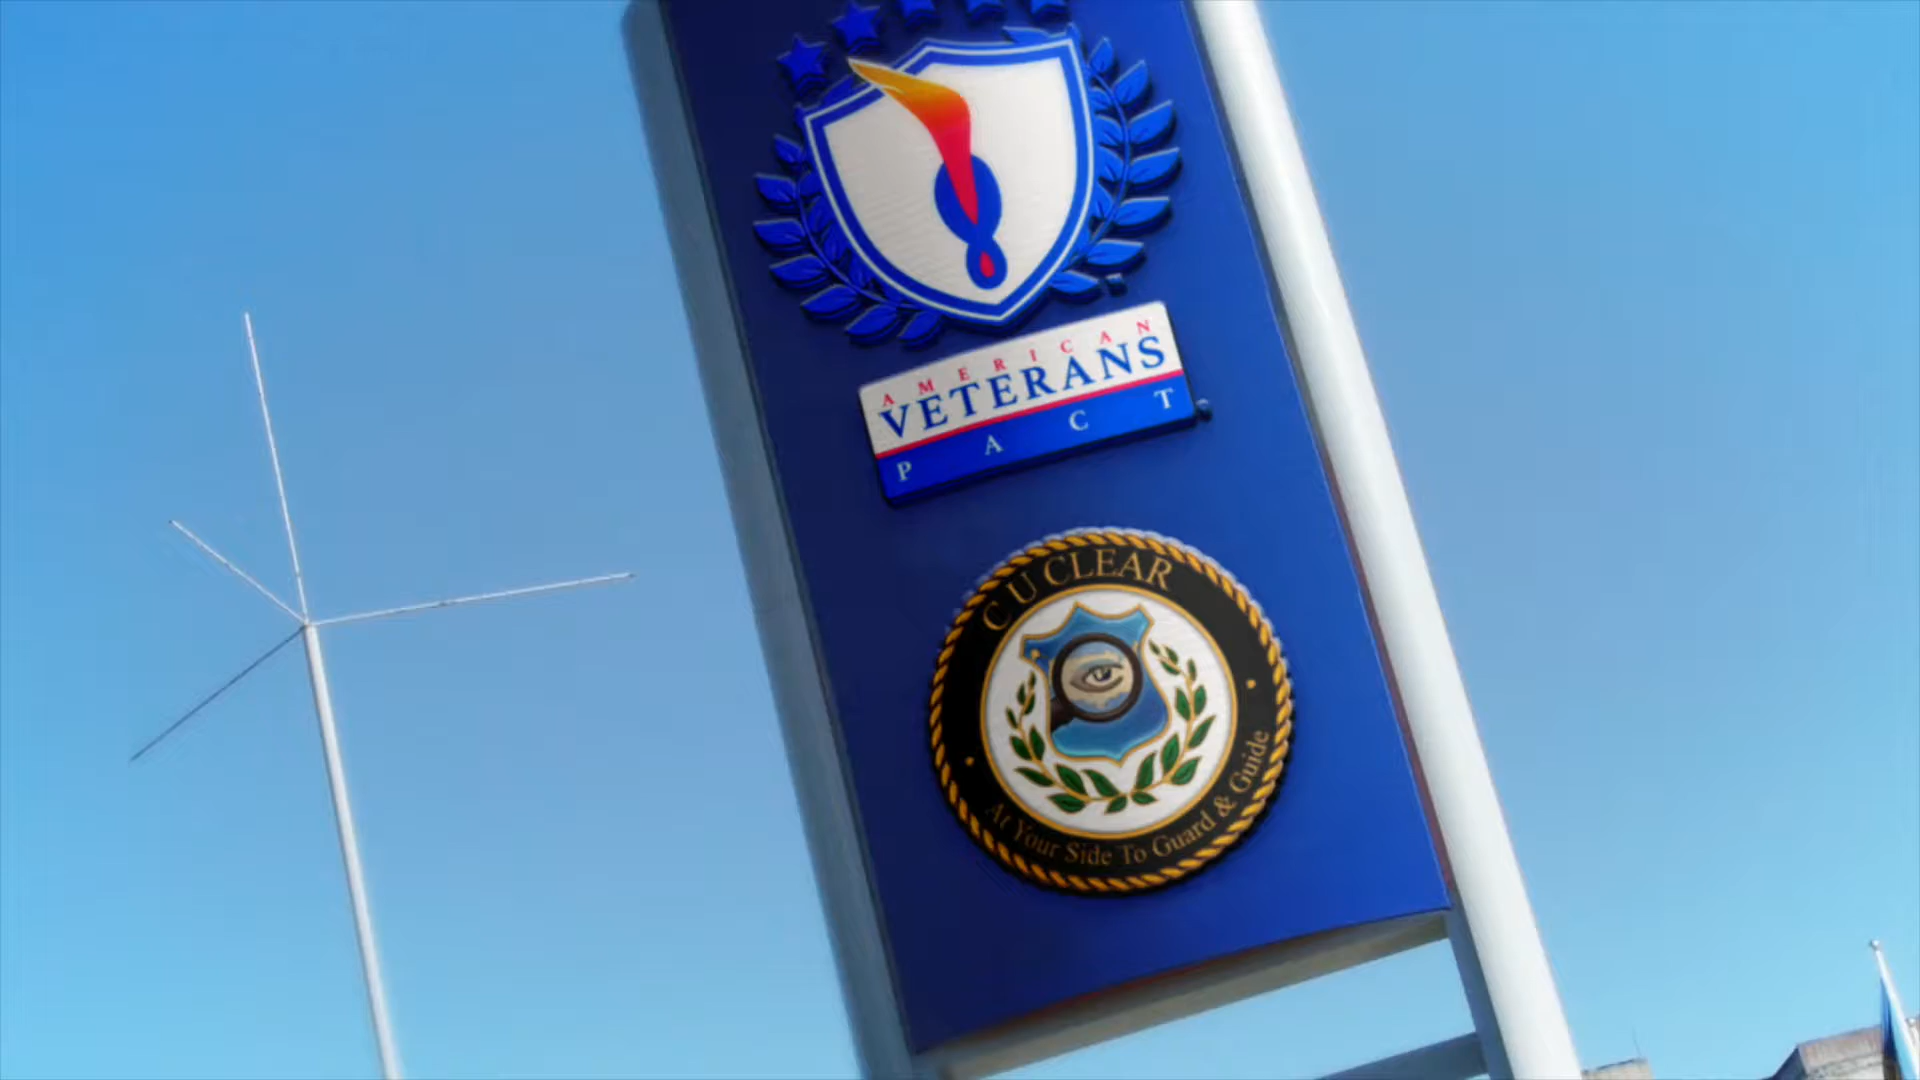 AMERICAN
VETERANS
PACT
C U CLEAR
At Your Side To Guard & Guide